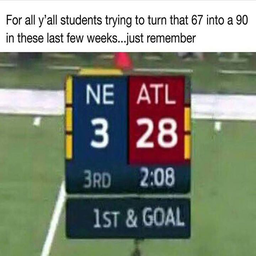 For all y'all students trying to turn that 67 into a 90
in these last few weeks...just remember
NE ATL
3 28
3RD 2:08
1ST & GOAL